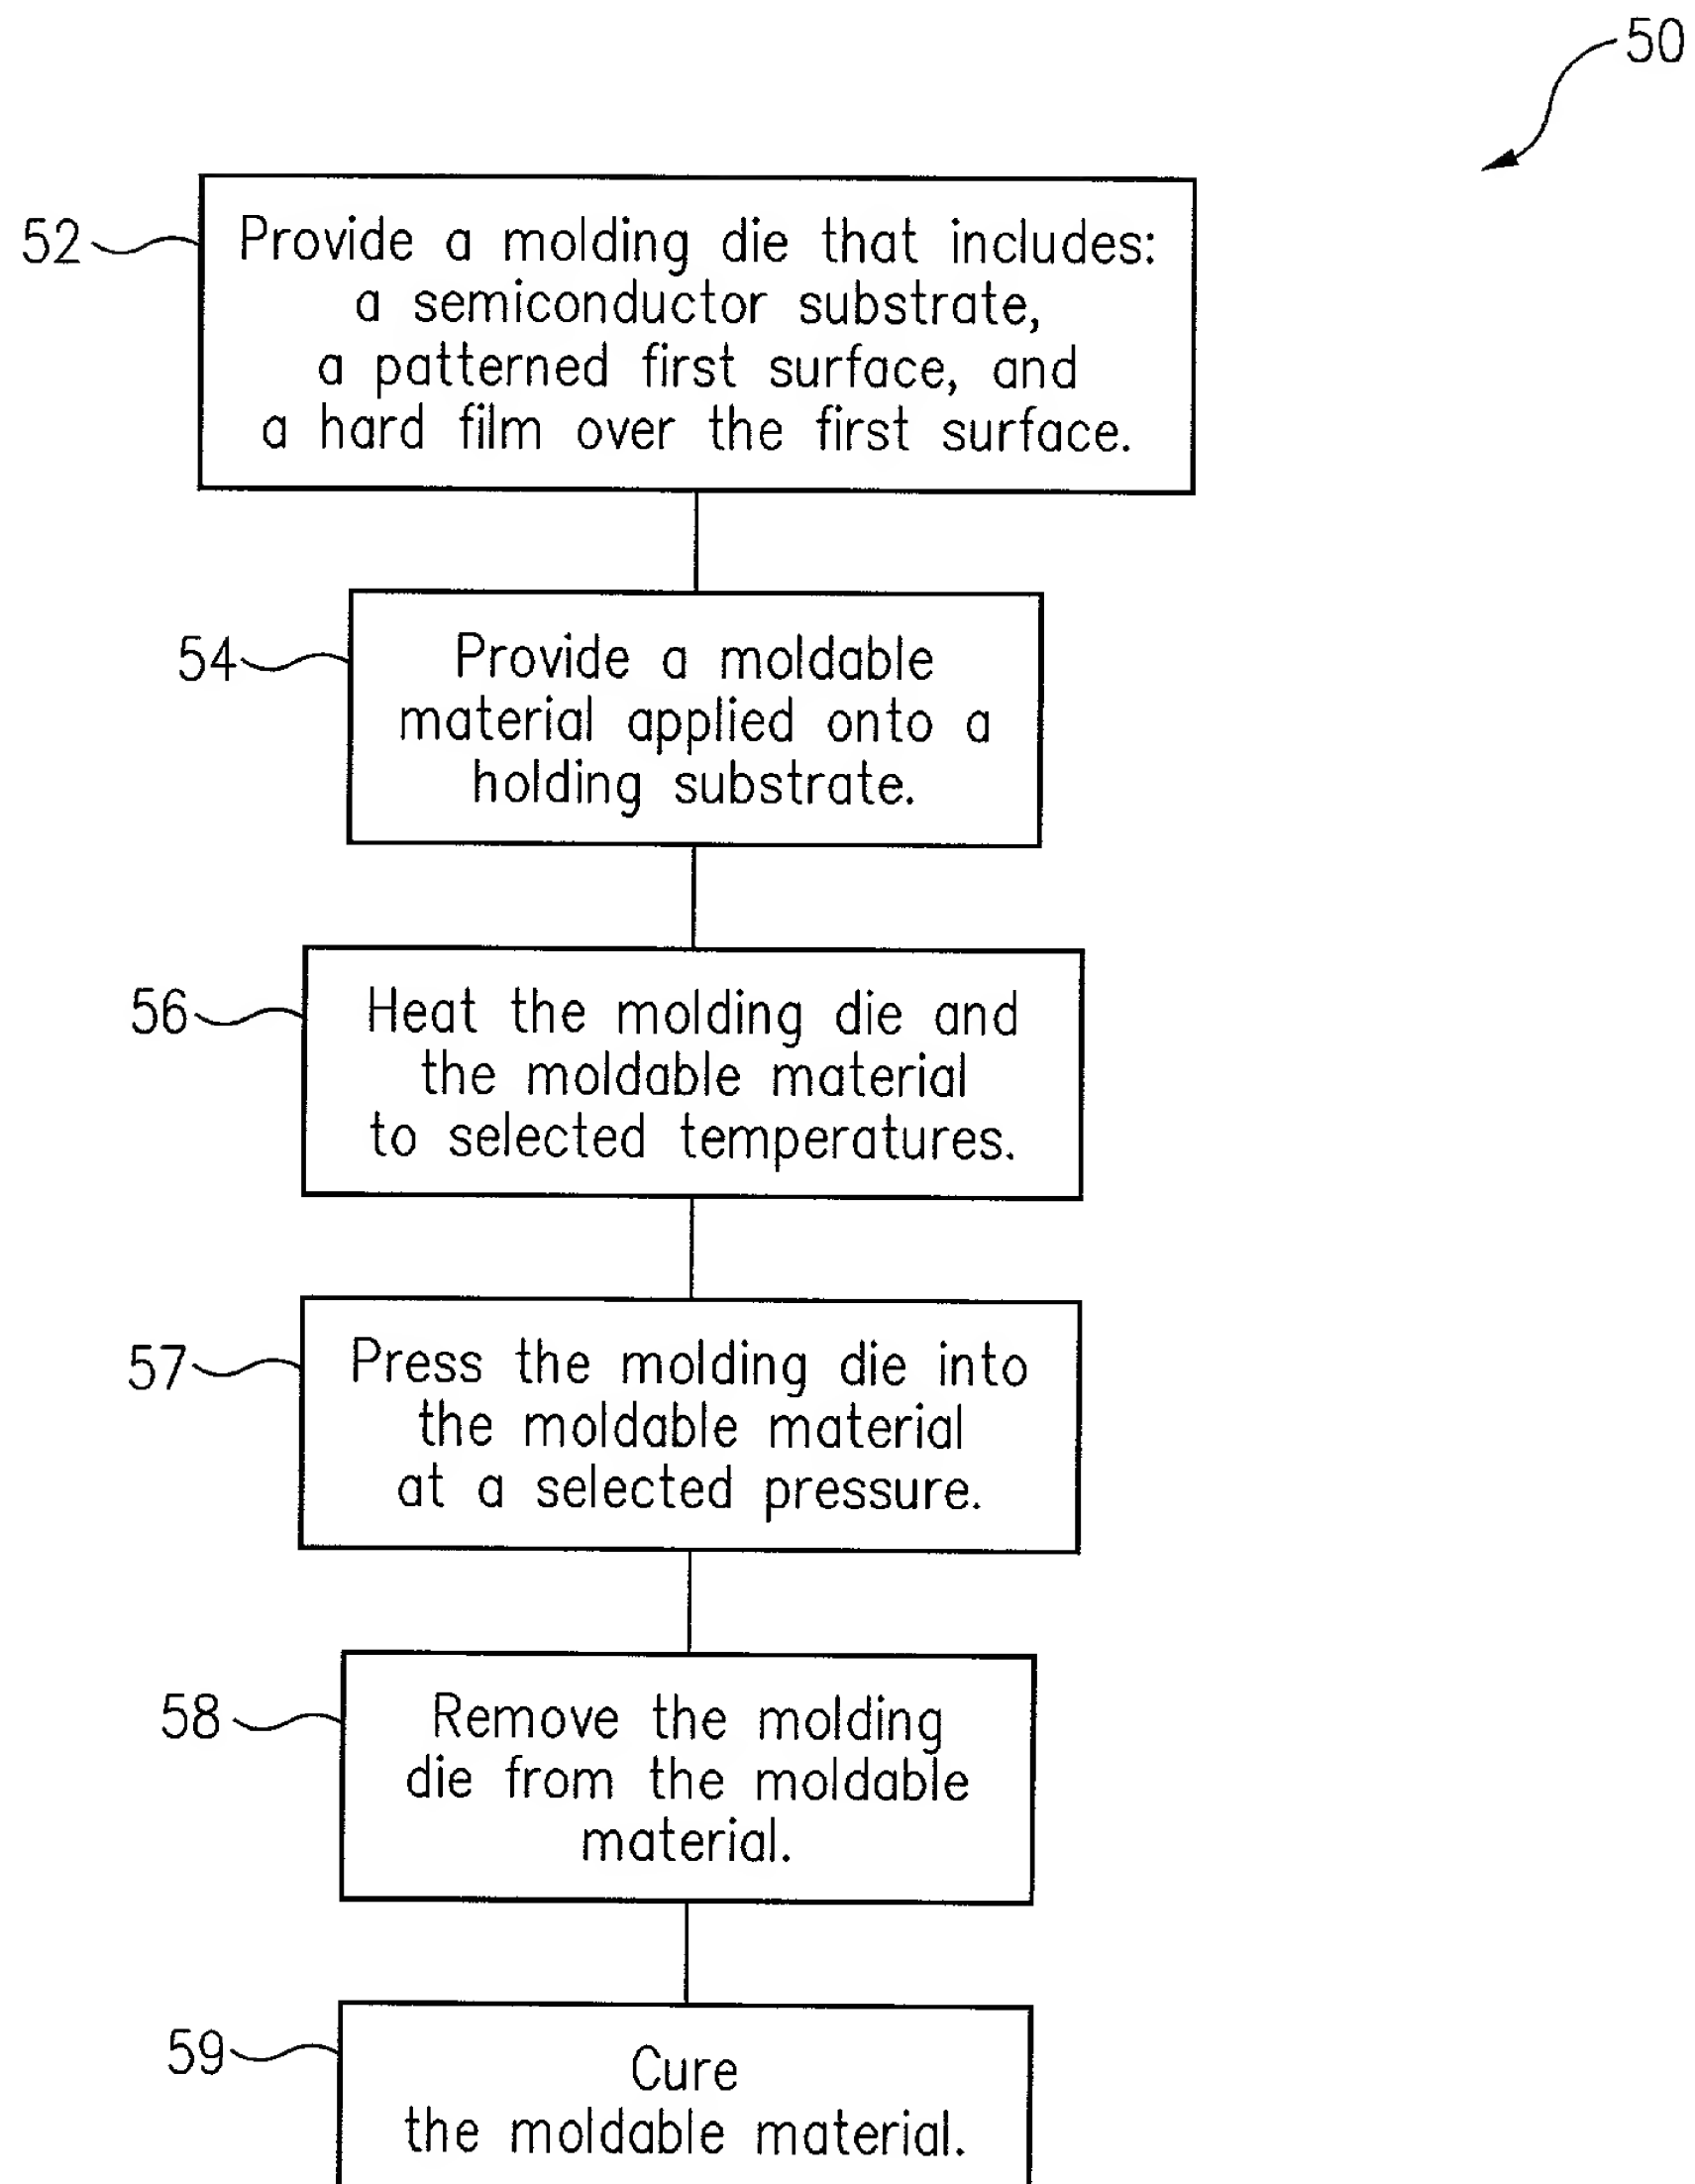 50
52
Provide a molding die that includes:
a semiconductor substrate,
a patterned first surface, and
a hard film over the first surface.
54
Provide a moldable
material applied onto a
holding substrate.
56
Heat the molding die and
the moldable material
to selected temperatures.
57
Press the molding die into
the moldable material
at a selected pressure.
58
Remove the molding
die from the moldable
material.
59
Cure
the moldable material.